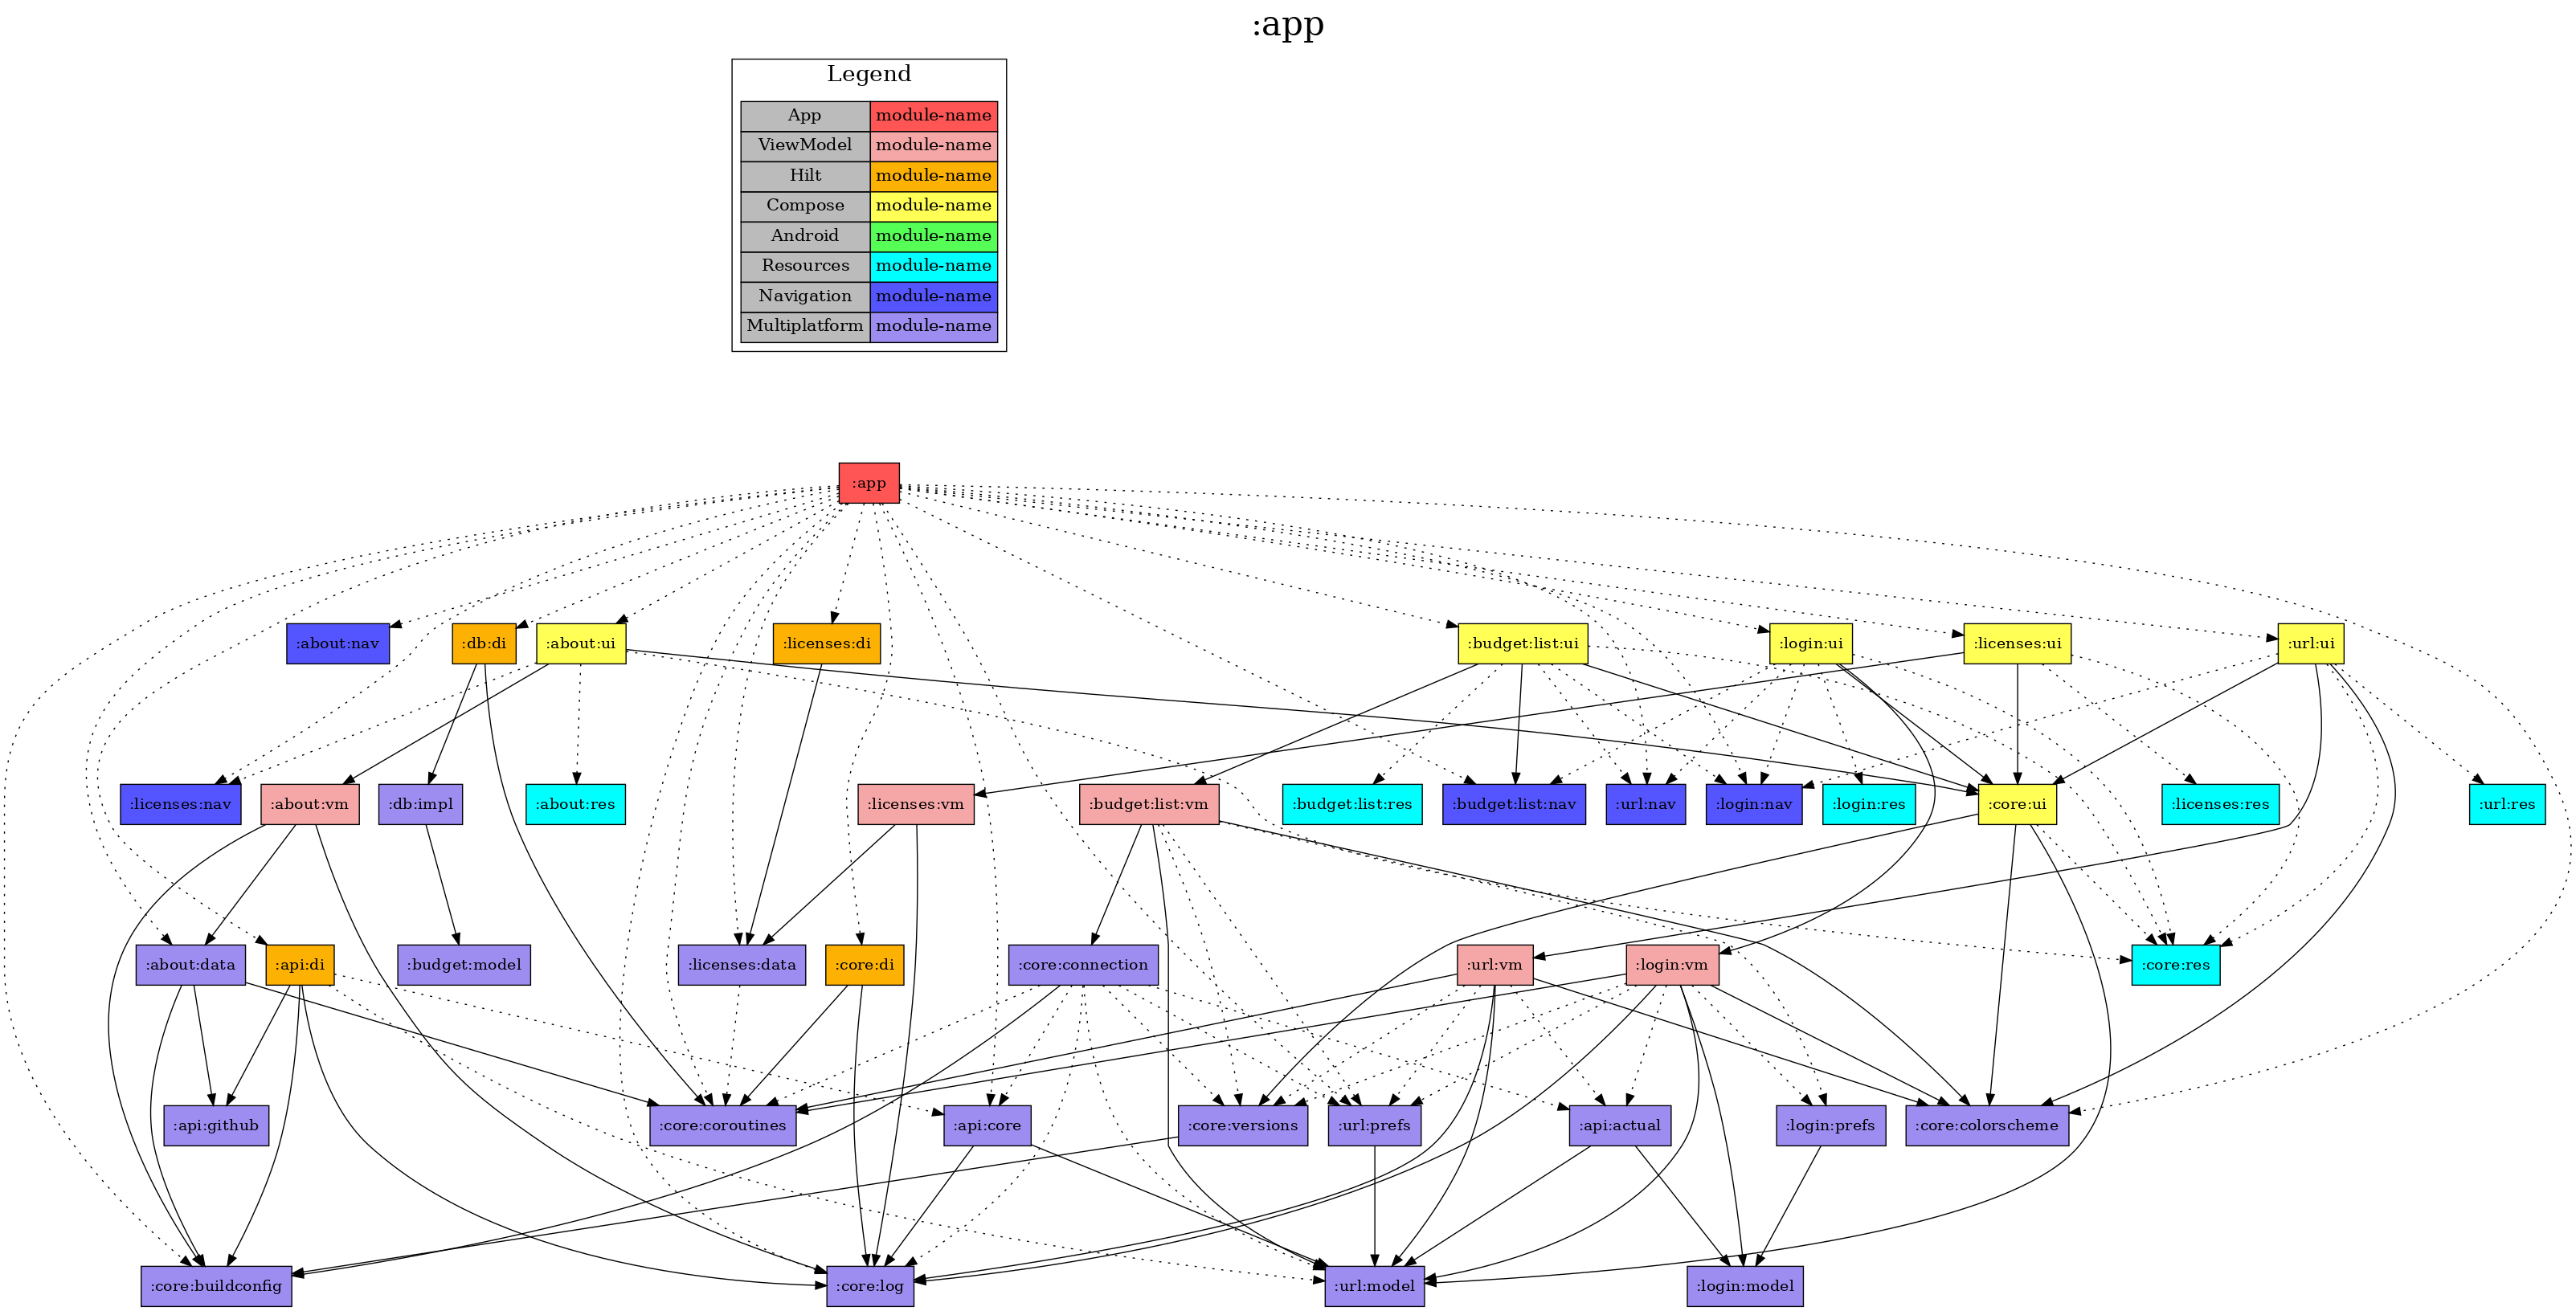 :app
Legend
App module-name
ViewModel module-name
Hilt module-name
Compose module-name
Android module-name
Resources module-name
Navigation module-name
Multiplatform module-name
:app
:about:nav :db:di :about:ui :licenses:di :budget:list:ui :login:ui :licenses:ui :url:ui
:licenses:nav :about:vm :db:impl :about:res :licenses:vm :budget:list:vm :budget:list:res :budget:list:nav :url:nav :login:nav :login:res :core:ui :licenses:res :url:res
:about:data :api:di :budget:model :licenses:data :core:di :core:connection :url:vm :login:vm :core:res
:api:github :core:coroutines :api:core :core:versions :url:prefs :api:actual :login:prefs :core:colorscheme
:core:buildconfig :core:log :url:model :login:model